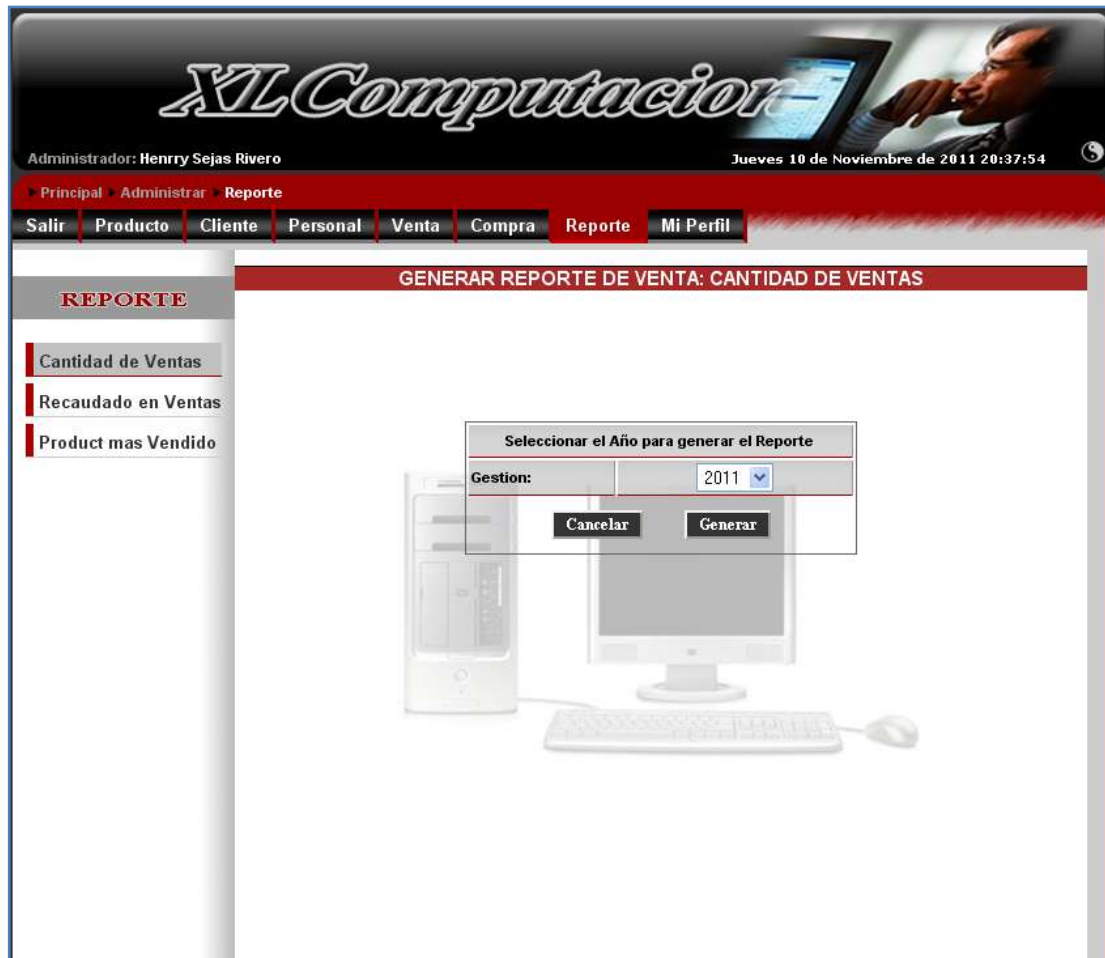 XLComputacion
Administrador: Henrry Sejas Rivero
Jueves 10 de Noviembre de 2011 20:37:54
Principal Administrar Reporte
Salir Producto Cliente Personal Venta Compra Reporte Mi Perfil
GENERAR REPORTE DE VENTA: CANTIDAD DE VENTAS
REPORTE
Cantidad de Ventas
Recaudado en Ventas
Product mas Vendido
Seleccionar el Año para generar el Reporte
Gestion: 2011
Cancelar Generar